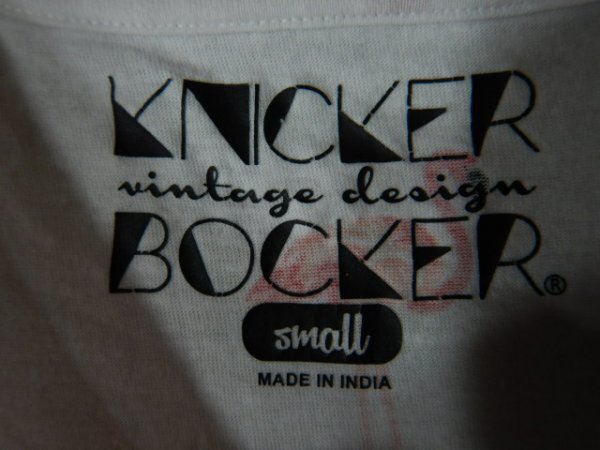 KNICKER
vintage design
BOCKER®
small
MADE IN INDIA